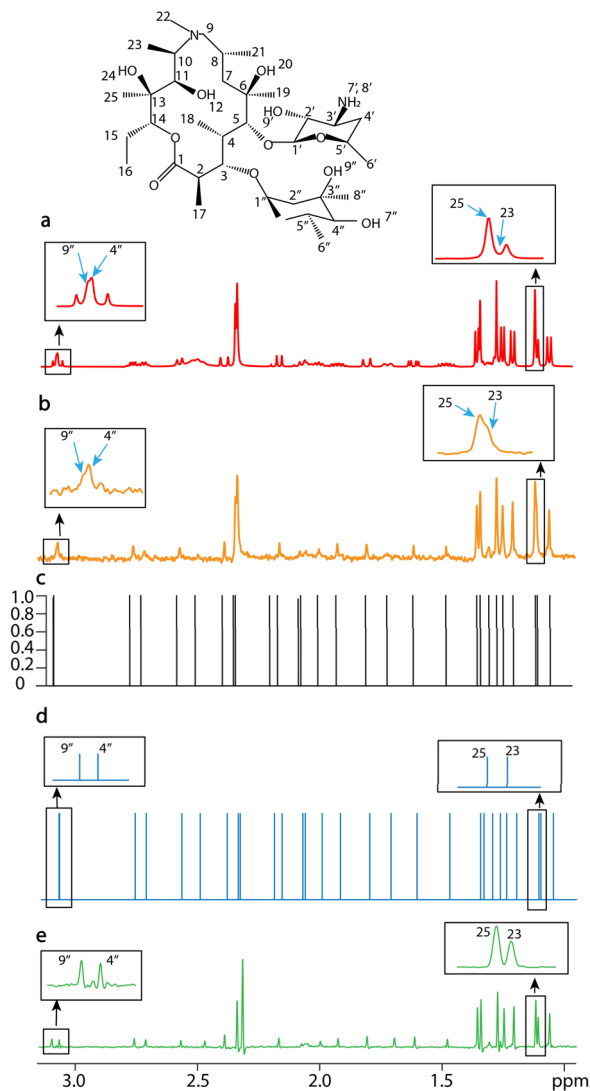 22
N
9
23
10
8
21
HO
20
HO
24
11
7
7′, 8′
25
13
OH
12
6
19
NH₂
HO
2′
3′
4′
14
18
5
9′
O
15
O
4
O
1′
5′
6′
16
1
O
2
3
O
HO
9″
17
1″
2″
3″
8″
5″
4″
OH
7″
6″
a
9″ 4″
25 23
b
9″ 4″
25 23
c
1.0
0.8
0.6
0.4
0.2
0
d
9″ 4″
25 23
e
9″ 4″
25 23
3.0 2.5 2.0 1.5 ppm